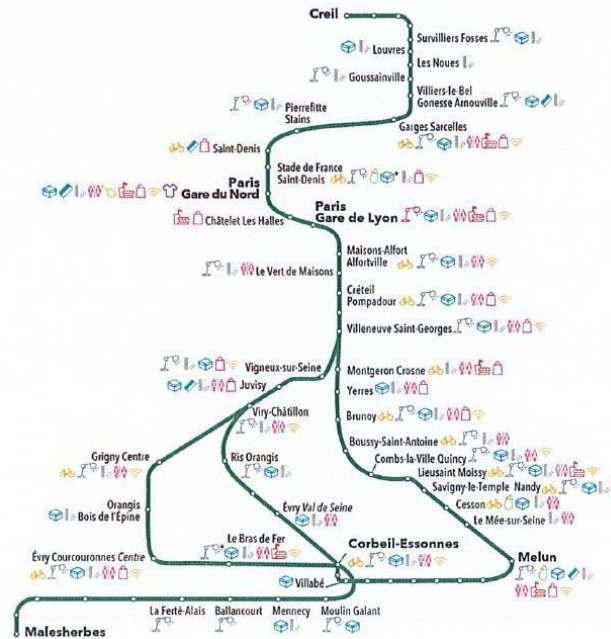 Creil
Survilliers Fosses
Louvres
Les Noues
Goussainville
Villiers-le-Bel
Gonesse Arnouville
Pierrefitte
Stains
Garges Sarcelles
Saint-Denis
Stade de France
Saint-Denis
Paris
Gare du Nord
Paris
Gare de Lyon
Châtelet Les Halles
Maisons-Alfort
Alfortville
Le Vert de Maisons
Créteil
Pompadour
Villeneuve Saint-Georges
Vigneux-sur-Seine
Juvisy
Montgeron Crosne
Yerres
Viry-Châtillon
Brunoy
Boussy-Saint-Antoine
Combs-la-Ville Quincy
Grigny Centre
Ris Orangis
Lieusaint Moissy
Savigny-le-Temple Nandy
Cesson
Orangis
Bois de l'Épine
Évry Val de Seine
Le Mée-sur-Seine
Le Bras de Fer
Évry Courcouronnes Centre
Corbeil-Essonnes
Melun
Villabé
La Ferté-Alais
Ballancourt
Mennecy
Moulin Galant
Malesherbes